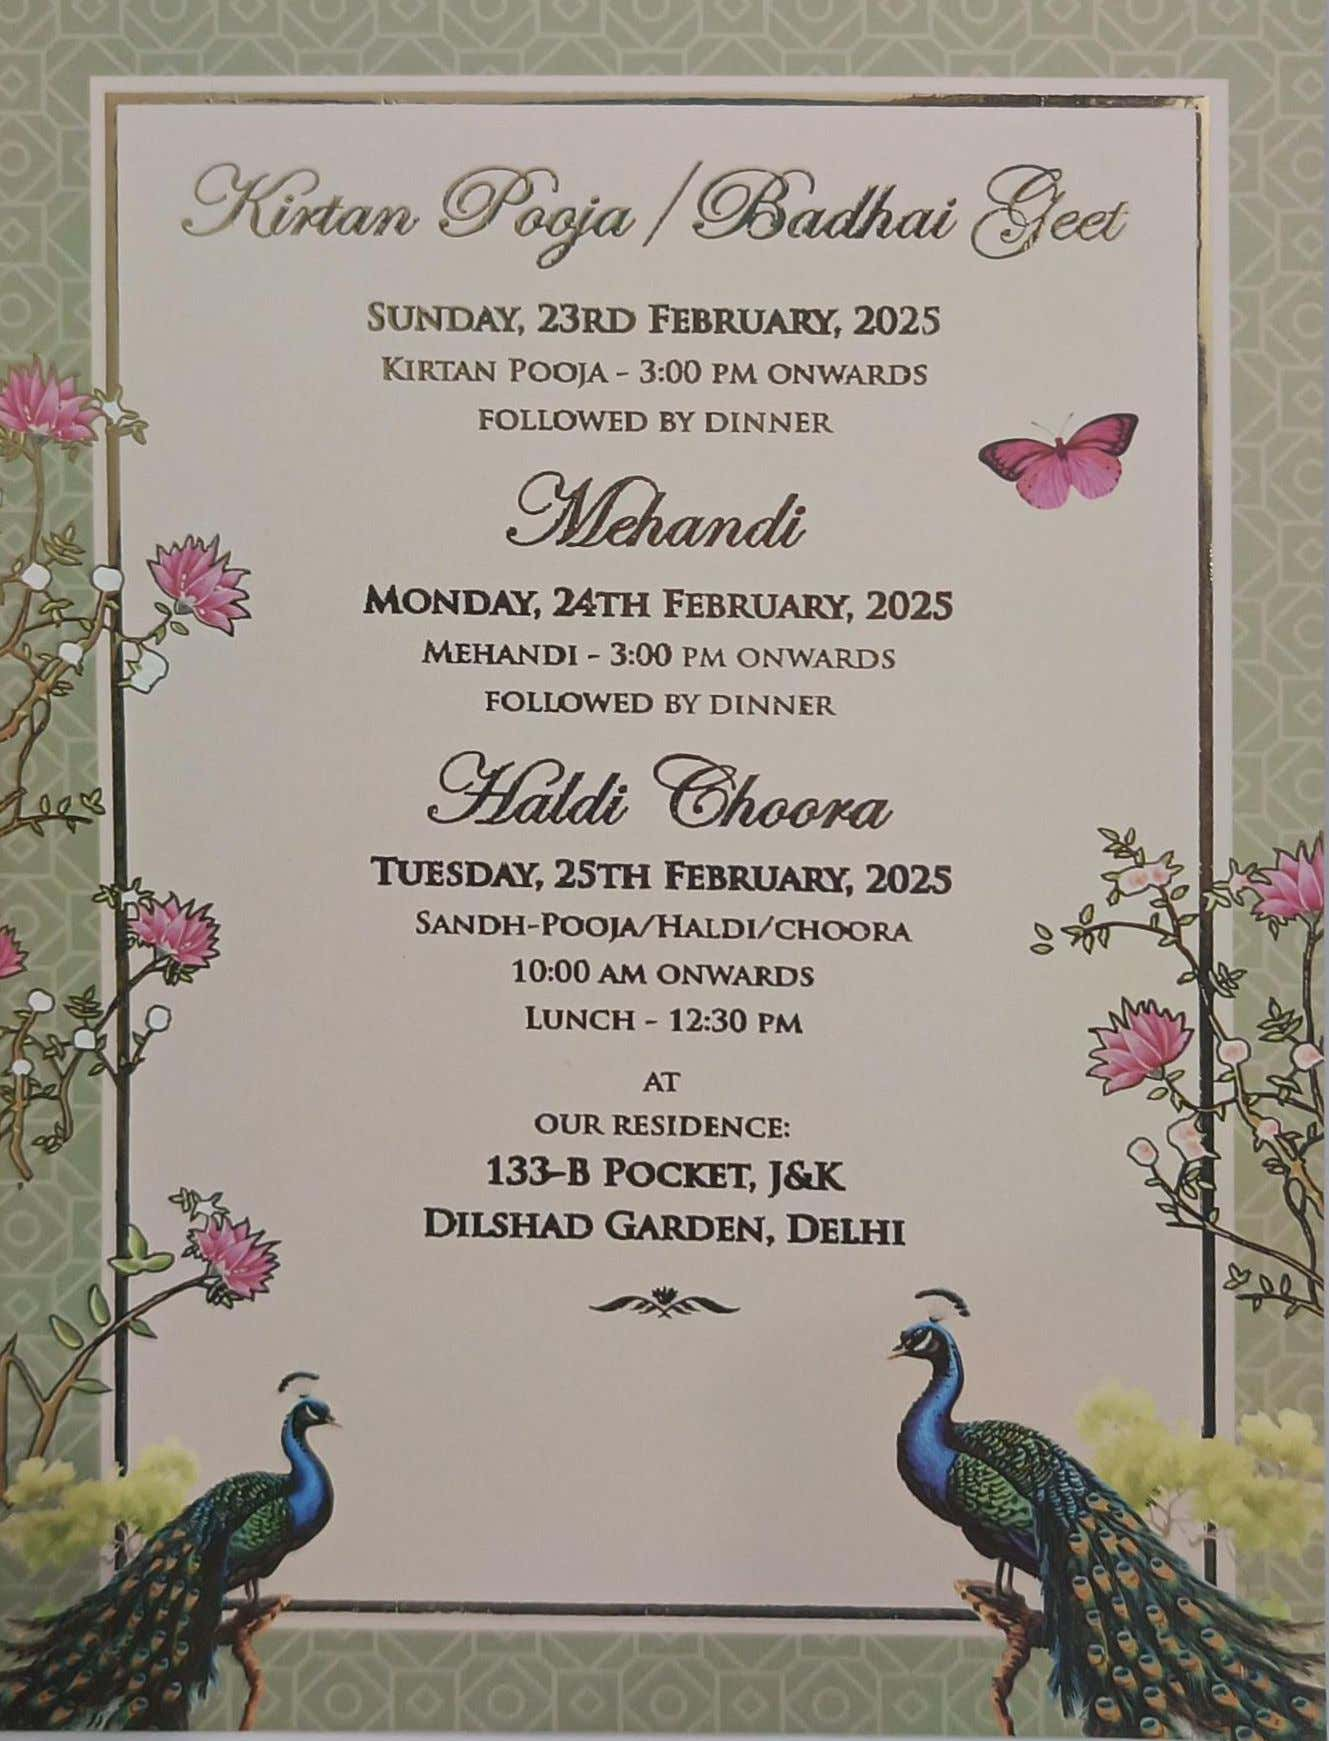 Kirtan Pooja / Badhai Geet
Sunday, 23rd February, 2025
Kirtan Pooja - 3:00 pm onwards
followed by dinner
Mehandi
Monday, 24th February, 2025
Mehandi - 3:00 pm onwards
followed by dinner
Haldi Choora
Tuesday, 25th February, 2025
Sandh-Pooja/Haldi/choora
10:00 am onwards
Lunch - 12:30 pm
at
our residence:
133-B Pocket, J&K
Dilshad Garden, Delhi